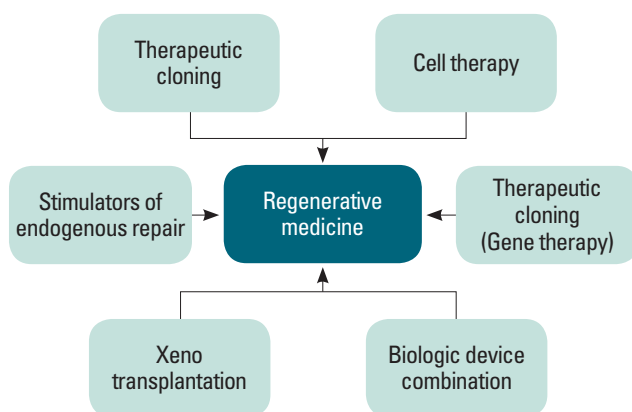 Therapeutic
cloning
Cell therapy
Stimulators of
endogenous repair
Regenerative
medicine
Therapeutic
cloning
(Gene therapy)
Xeno
transplantation
Biologic device
combination